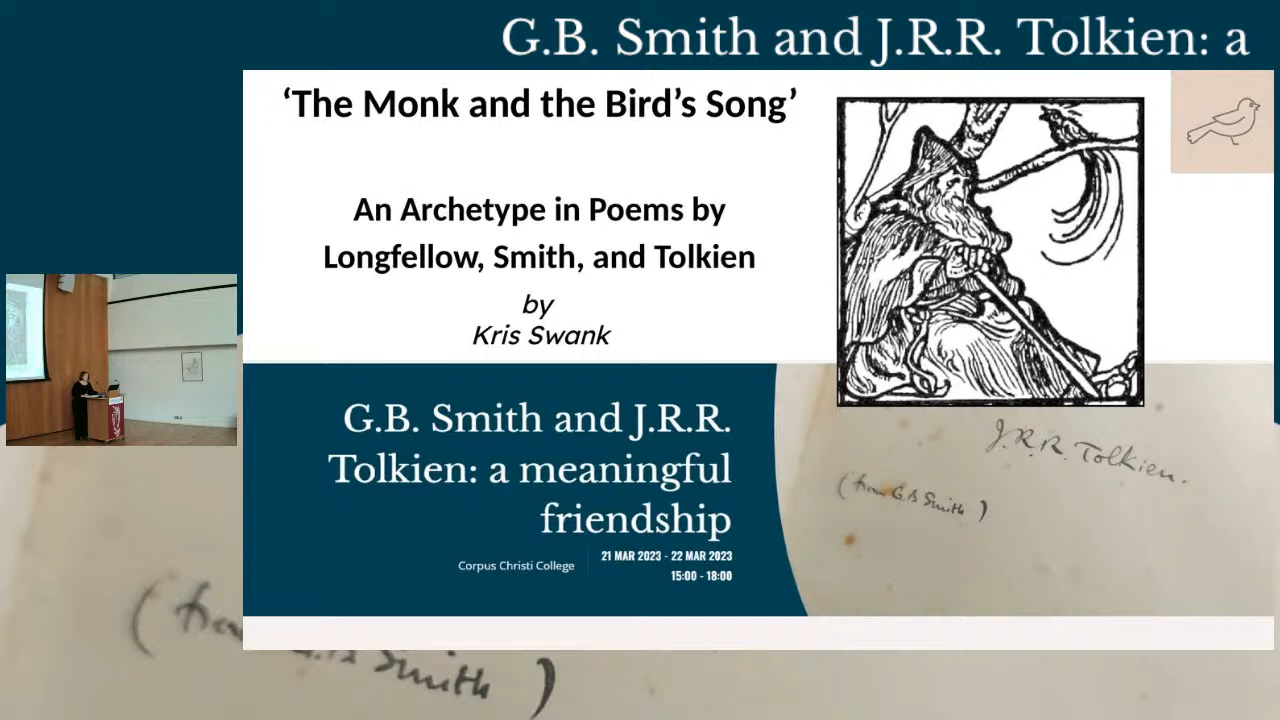 G.B. Smith and J.R.R. Tolkien: a
‘The Monk and the Bird’s Song’
An Archetype in Poems by
Longfellow, Smith, and Tolkien
by
Kris Swank
G.B. Smith and J.R.R.
Tolkien: a meaningful
friendship
Corpus Christi College
21 MAR 2023 - 22 MAR 2023
15:00 - 18:00
J.R.R. Tolkien.
(from G.B Smith)
(from G.B Smith)